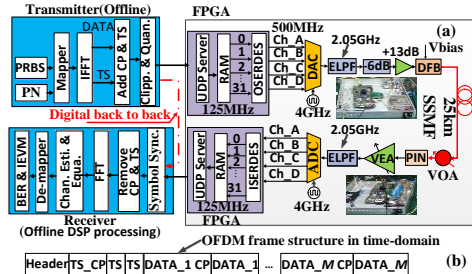 Transmitter(Offline)
PRBS
PN
Mapper
IFFT
DATA
TS
Add CP & TS
Clipp. & Quan.
FPGA
UDP Server
RAM
0
1
2
...
31
OSERDES
125MHz
500MHz
Ch_A
Ch_B
Ch_C
Ch_D
DAC
4GHz
2.05GHz
ELPF
6dB
+13dB
Vbias
DFB
(a)
25km
SSMF
Digital back to back
BER & IEVM
De-mapper
Chan. Esti. &
Equa.
FFT
Remove
CP & TS
Symbol Sync.
Receiver
(Offline DSP processing)
UDP Server
RAM
0
1
2
...
31
ISERDES
125MHz
FPGA
Ch_A
Ch_B
Ch_C
Ch_D
ADC
4GHz
2.05GHz
ELPF
VEA
PIN
VOA
OFDM frame structure in time-domain
Header TS_CP TS TS DATA_1 CP DATA_1 ... DATA_M CP DATA_M
(b)